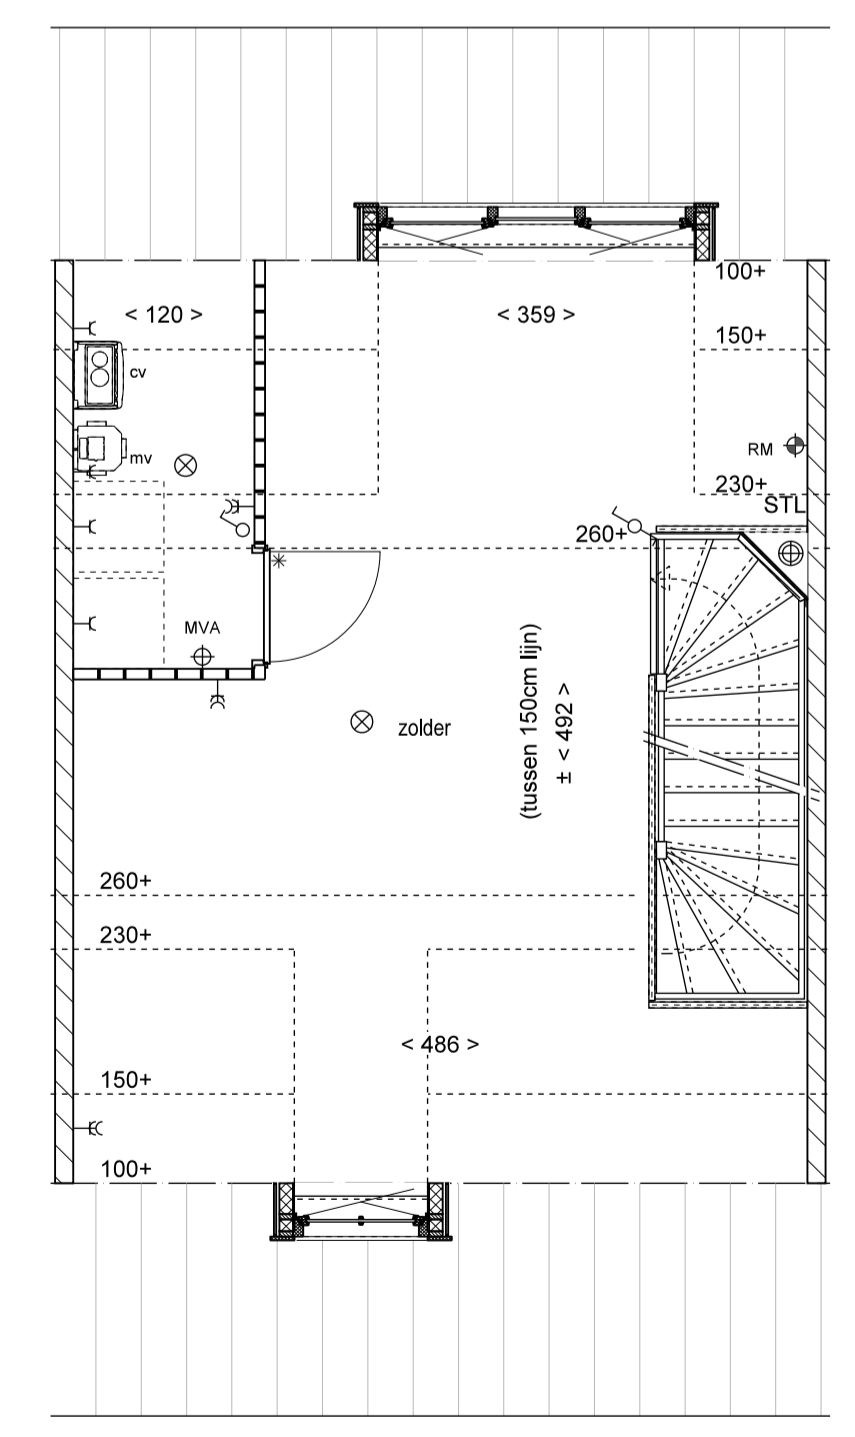 100+
< 120 >
< 359 >
150+
cv
RM
mv
230+
STL
260+
MVA
(tussen 150cm lijn)
± < 492 >
zolder
260+
230+
< 486 >
150+
100+